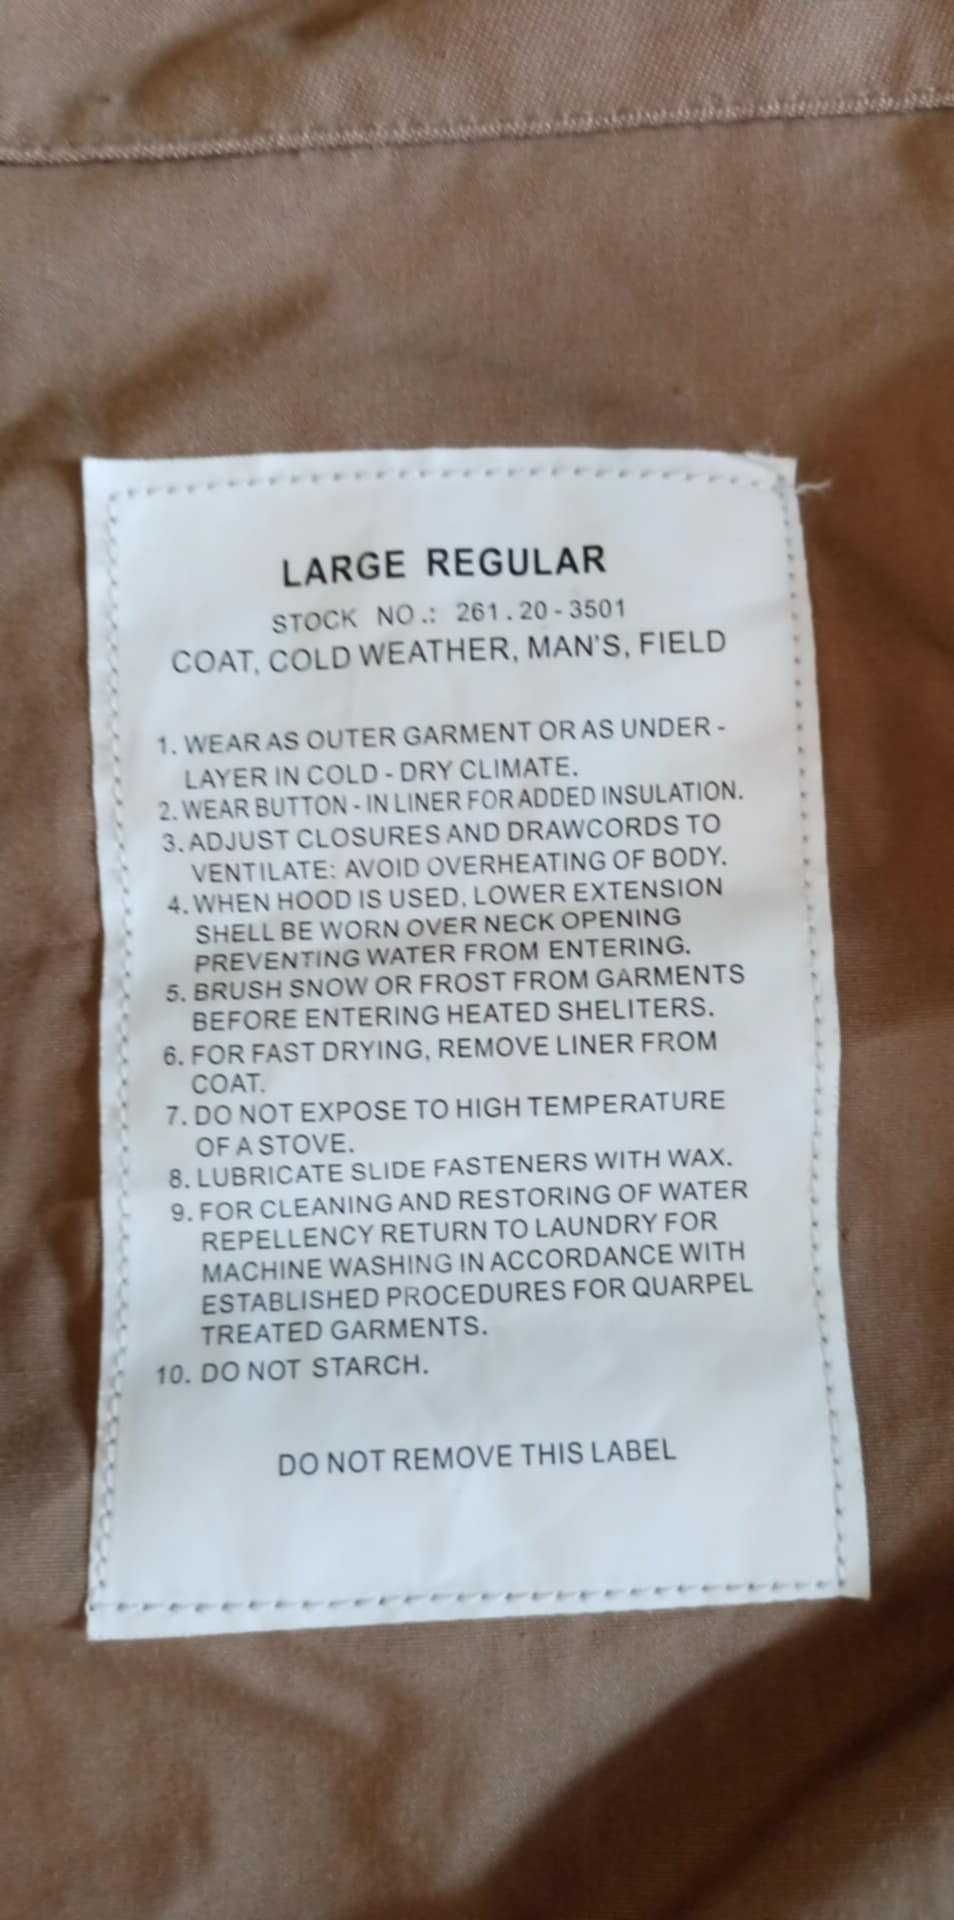 LARGE REGULAR
STOCK NO.: 261.20-3501
COAT, COLD WEATHER, MAN'S, FIELD
1. WEAR AS OUTER GARMENT OR AS UNDER-
LAYER IN COLD - DRY CLIMATE.
2. WEAR BUTTON - IN LINER FOR ADDED INSULATION.
3. ADJUST CLOSURES AND DRAWCORDS TO
VENTILATE: AVOID OVERHEATING OF BODY.
4. WHEN HOOD IS USED, LOWER EXTENSION
SHELL BE WORN OVER NECK OPENING
PREVENTING WATER FROM ENTERING.
5. BRUSH SNOW OR FROST FROM GARMENTS
BEFORE ENTERING HEATED SHELITERS.
6. FOR FAST DRYING, REMOVE LINER FROM
COAT.
7. DO NOT EXPOSE TO HIGH TEMPERATURE
OF A STOVE.
8. LUBRICATE SLIDE FASTENERS WITH WAX.
9. FOR CLEANING AND RESTORING OF WATER
REPELLENCY RETURN TO LAUNDRY FOR
MACHINE WASHING IN ACCORDANCE WITH
ESTABLISHED PROCEDURES FOR QUARPEL
TREATED GARMENTS.
10. DO NOT STARCH.
DO NOT REMOVE THIS LABEL